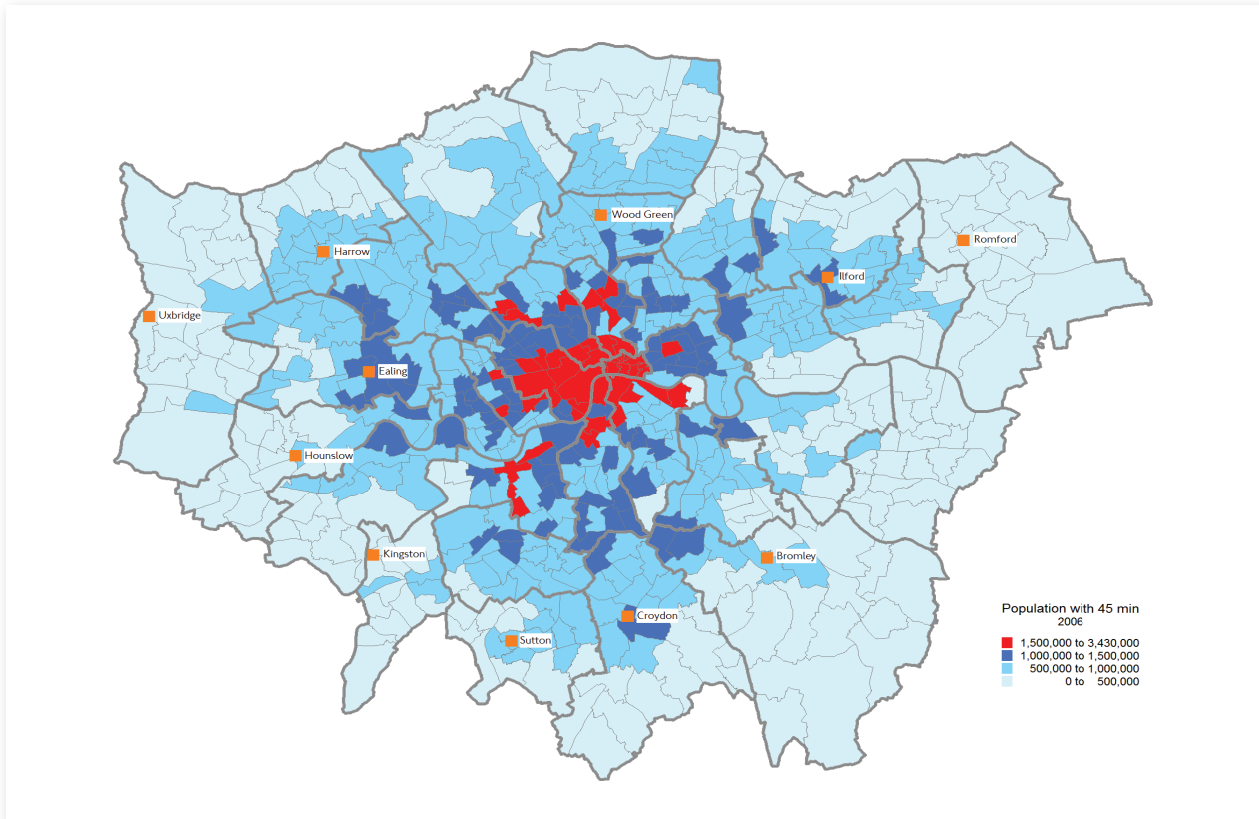 Wood Green
Romford
Harrow
Ilford
Uxbridge
Ealing
Hounslow
Kingston
Bromley
Croydon
Sutton
Population with 45 min
2006
1,500,000 to 3,430,000
1,000,000 to 1,500,000
500,000 to 1,000,000
0 to 500,000